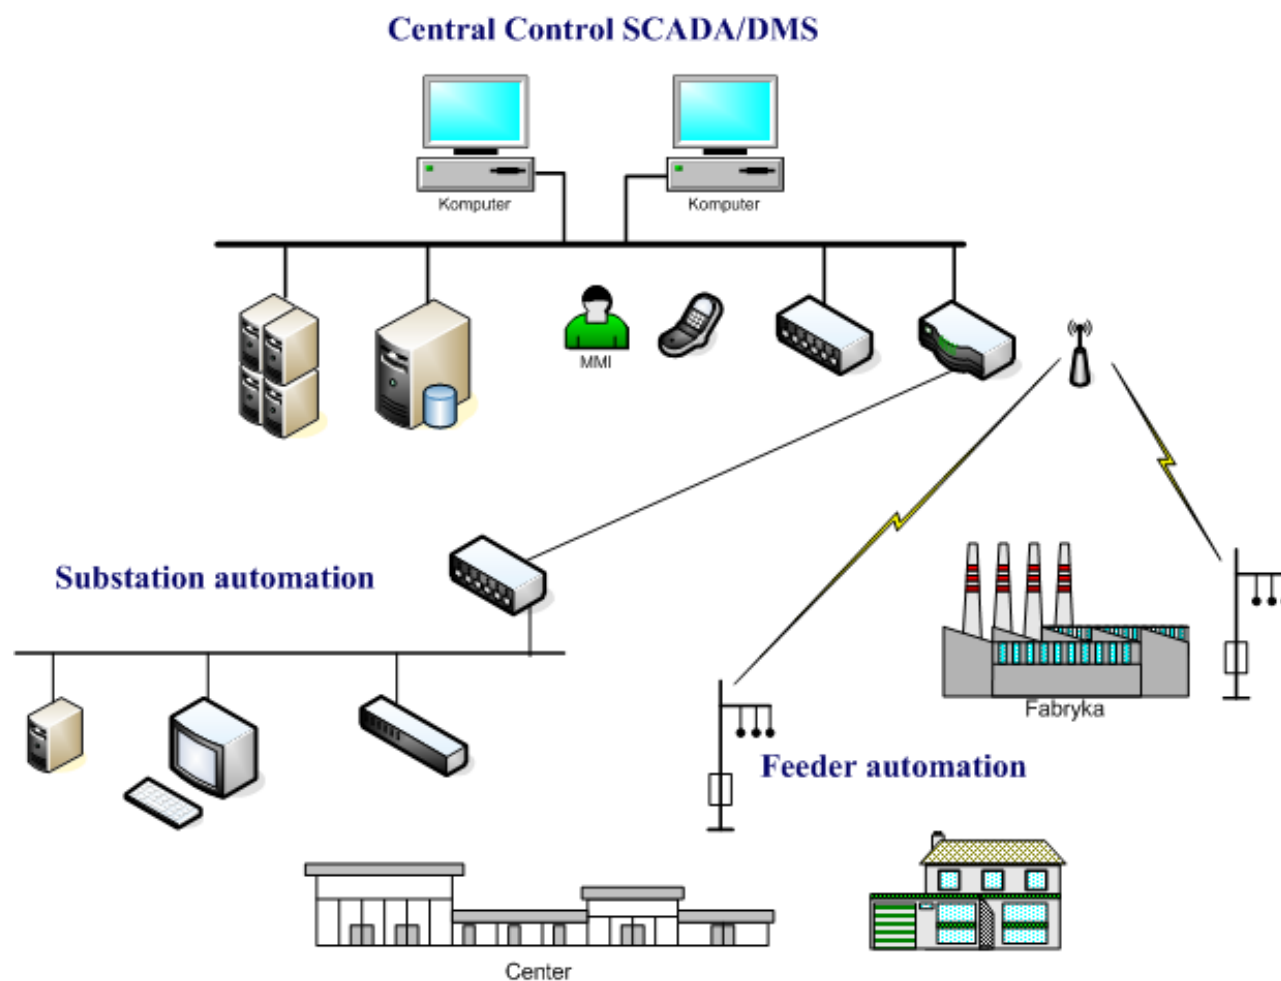 Central Control SCADA/DMS
Komputer
Komputer
MMI
Substation automation
Fabryka
Feeder automation
Center